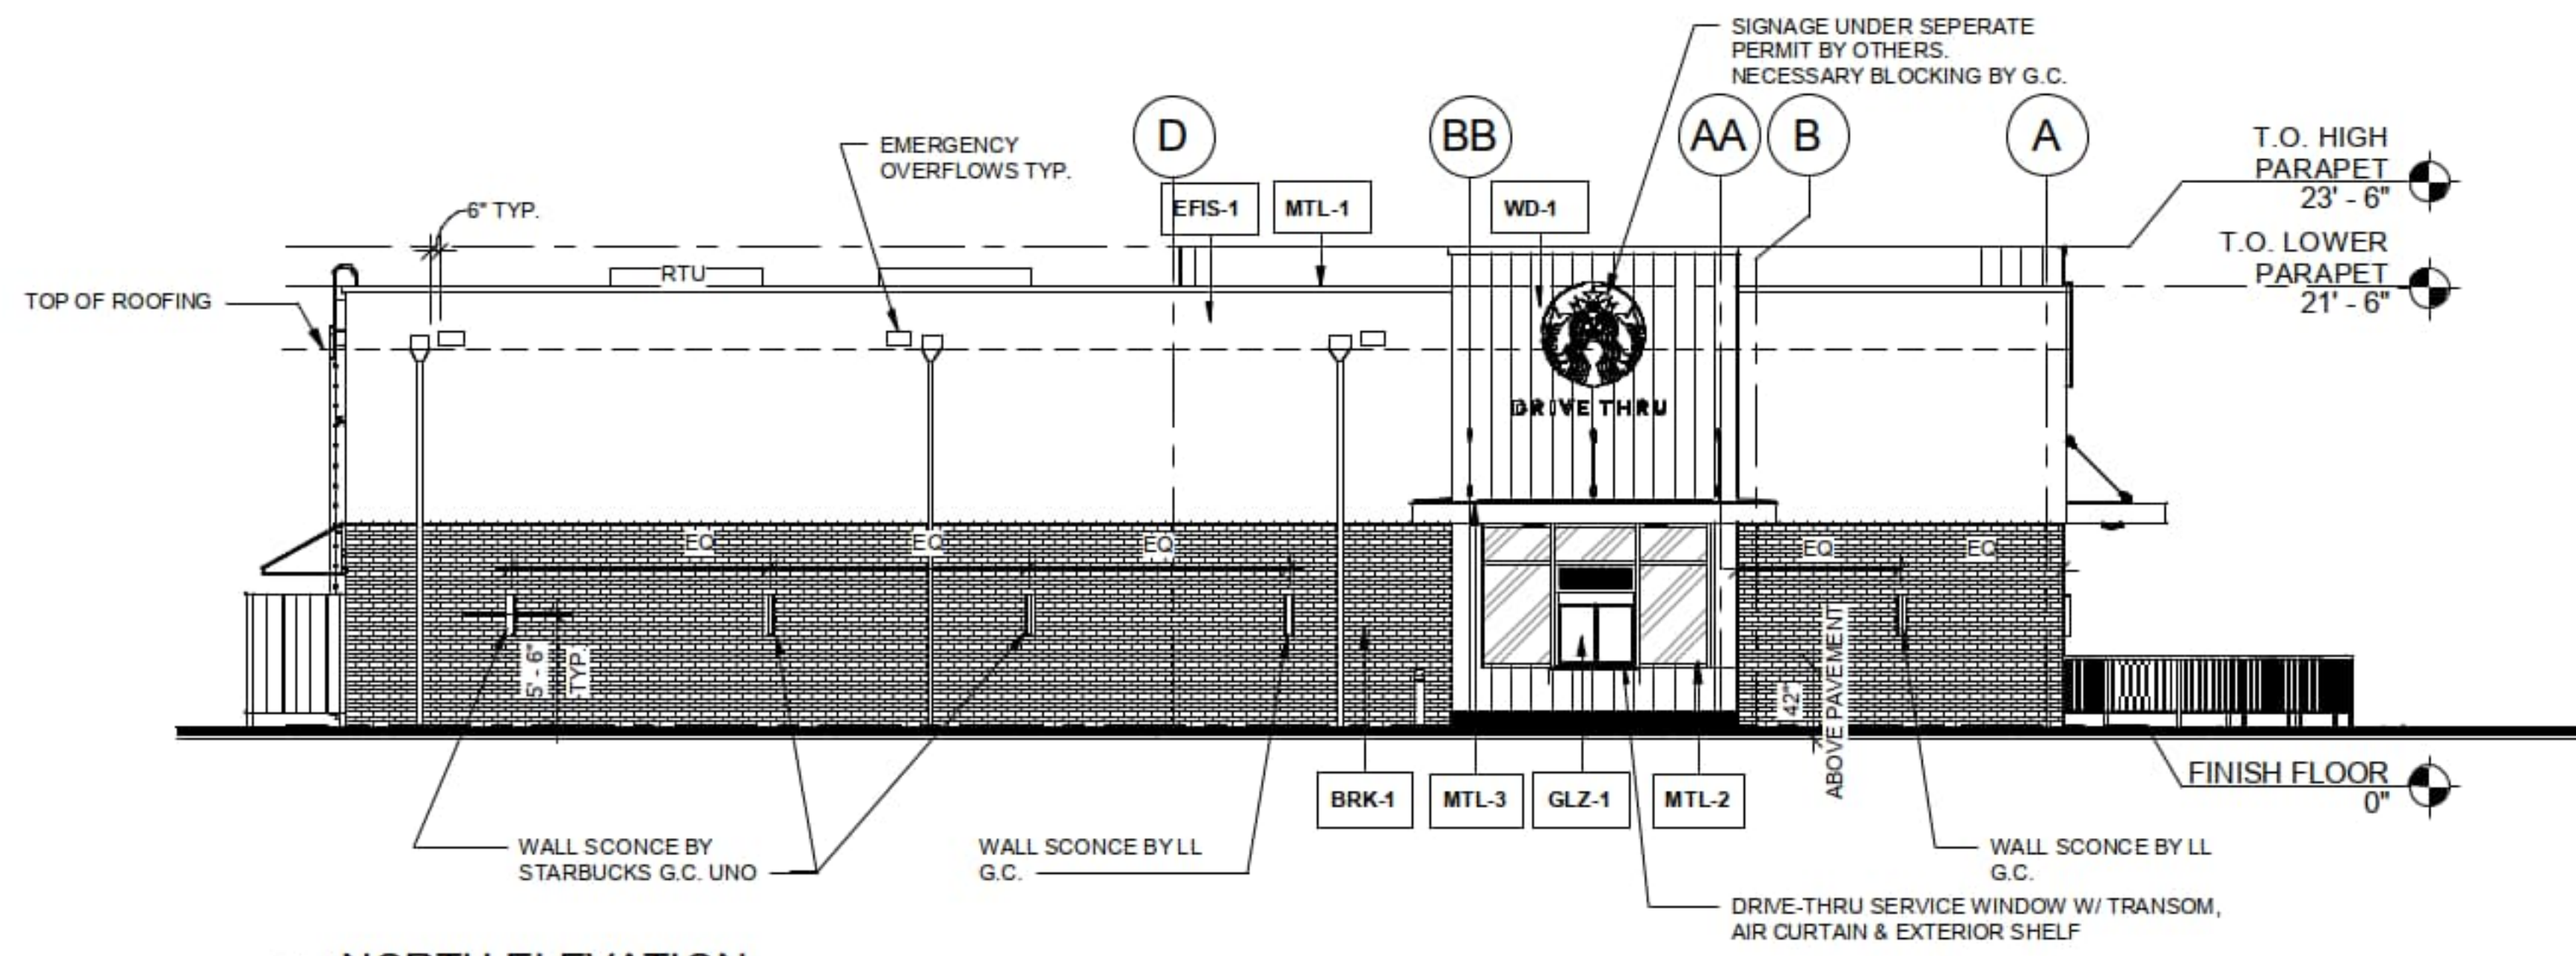 SIGNAGE UNDER SEPERATE
PERMIT BY OTHERS.
NECESSARY BLOCKING BY G.C.
EMERGENCY
OVERFLOWS TYP.
D
BB
AA
B
A
T.O. HIGH
PARAPET
23' - 6"
6" TYP.
EFIS-1
MTL-1
WD-1
T.O. LOWER
PARAPET
21' - 6"
RTU
TOP OF ROOFING
DRIVE THRU
EQ
EQ
EQ
EQ
EQ
5' - 6"
TYP.
42"
ABOVE PAVEMENT
BRK-1
MTL-3
GLZ-1
MTL-2
FINISH FLOOR
0"
WALL SCONCE BY
STARBUCKS G.C. UNO
WALL SCONCE BY LL
G.C.
WALL SCONCE BY LL
G.C.
DRIVE-THRU SERVICE WINDOW W/ TRANSOM,
AIR CURTAIN & EXTERIOR SHELF
NORTH ELEVATION